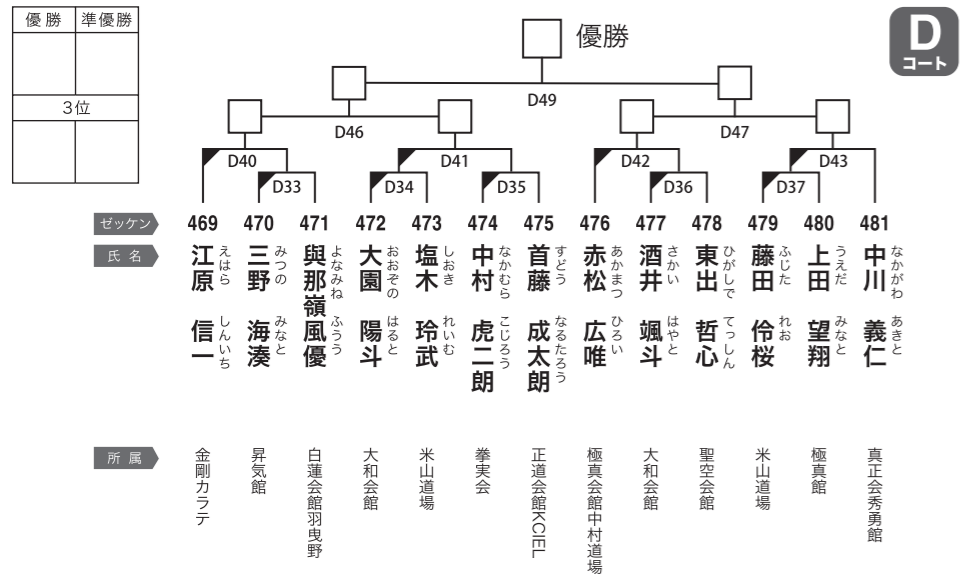 優勝 準優勝
3位
優勝
D
コート
D49
D46 D47
D40 D41 D42 D43
D33 D34 D35 D36 D37
ゼッケン 469 470 471 472 473 474 475 476 477 478 479 480 481
氏名
江原 信一
えはら しんいち
三野 海湊
みつの みなと
與那嶺 風優
よなみね ふうう
大園 陽斗
おおぞの はると
塩木 玲武
しおき れいむ
中村 虎二朗
なかむら こじろう
首藤 成太朗
すどう なるたろう
赤松 広唯
あかまつ ひろい
酒井 颯斗
さかい はやと
東出 哲心
ひがしで てっしん
藤田 伶桜
ふじた れお
上田 望翔
うえだ みなと
中川 義仁
なかがわ あきと
所属
金剛カラテ
昇気館
白蓮会館羽曳野
大和会館
米山道場
拳実会
正道会館KCIEL
極真会館中村道場
大和会館
聖空会館
米山道場
極真館
真正会秀勇館